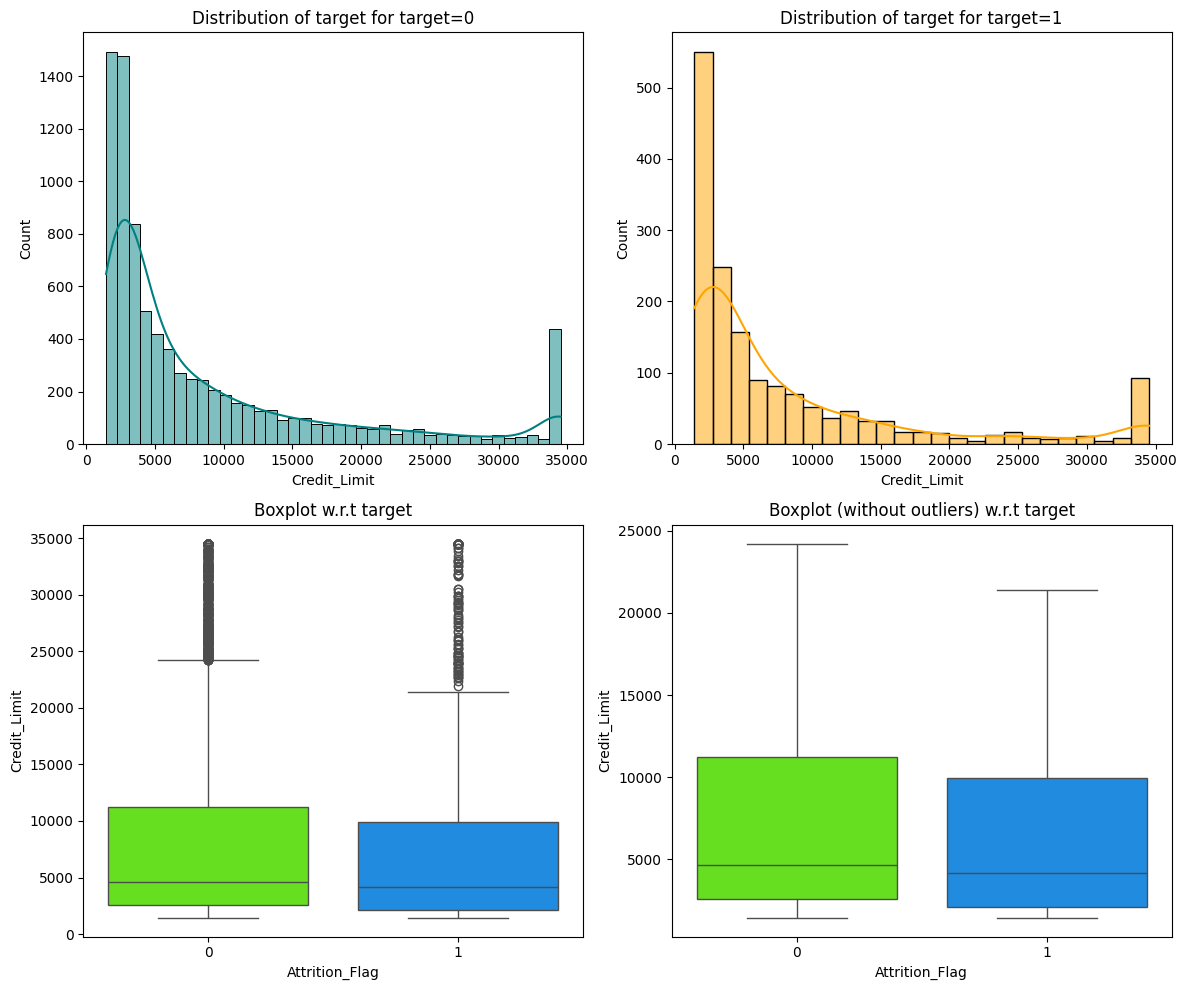 Distribution of target for target=0
1400
1200
1000
800
600
400
200
0
Count
0 5000 10000 15000 20000 25000 30000 35000
Credit_Limit
Distribution of target for target=1
500
400
300
200
100
0
Count
0 5000 10000 15000 20000 25000 30000 35000
Credit_Limit
Boxplot w.r.t target
35000
30000
25000
20000
15000
10000
5000
0
Credit_Limit
0 1
Attrition_Flag
Boxplot (without outliers) w.r.t target
25000
20000
15000
10000
5000
Credit_Limit
0 1
Attrition_Flag